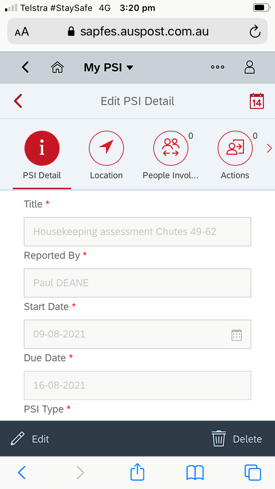 Telstra #StaySafe 4G 3:20 pm
AA sapfes.auspost.com.au
My PSI
Edit PSI Detail
14
0
0
PSI Detail Location People Invol... Actions
Title *
Housekeeping assessment Chutes 49-62
Reported By *
Paul DEANE
Start Date *
09-08-2021
Due Date *
16-08-2021
PSI Type *
Edit Delete